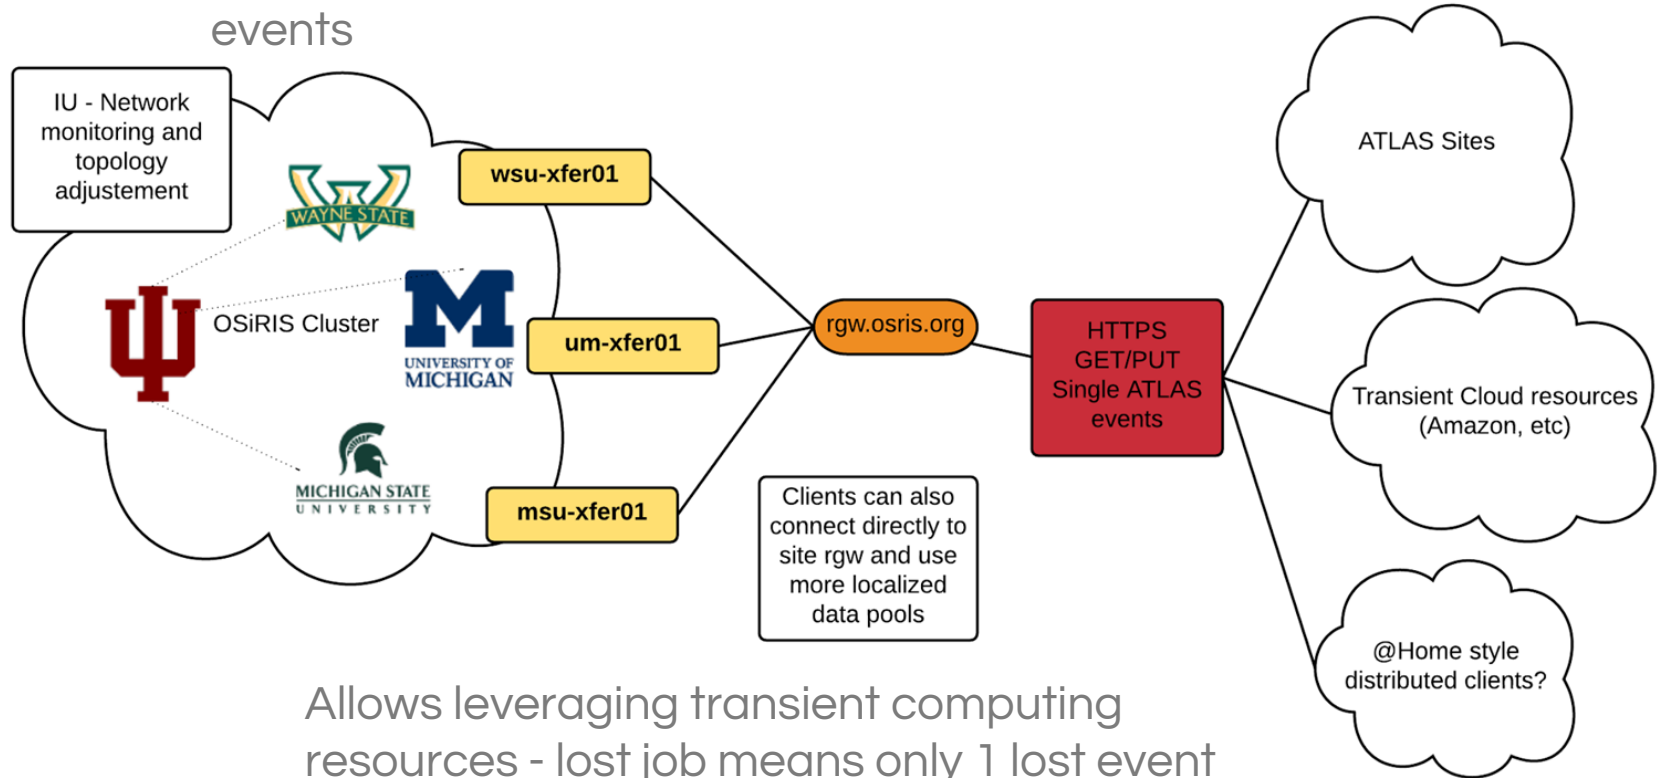 events
IU - Network
monitoring and
topology
adjustement
WAYNE STATE
wsu-xfer01
OSiRIS Cluster
UNIVERSITY OF
MICHIGAN
um-xfer01
MICHIGAN STATE
UNIVERSITY
msu-xfer01
rgw.osris.org
HTTPS
GET/PUT
Single ATLAS
events
Clients can also
connect directly to
site rgw and use
more localized
data pools
ATLAS Sites
Transient Cloud resources
(Amazon, etc)
@Home style
distributed clients?
Allows leveraging transient computing
resources - lost job means only 1 lost event